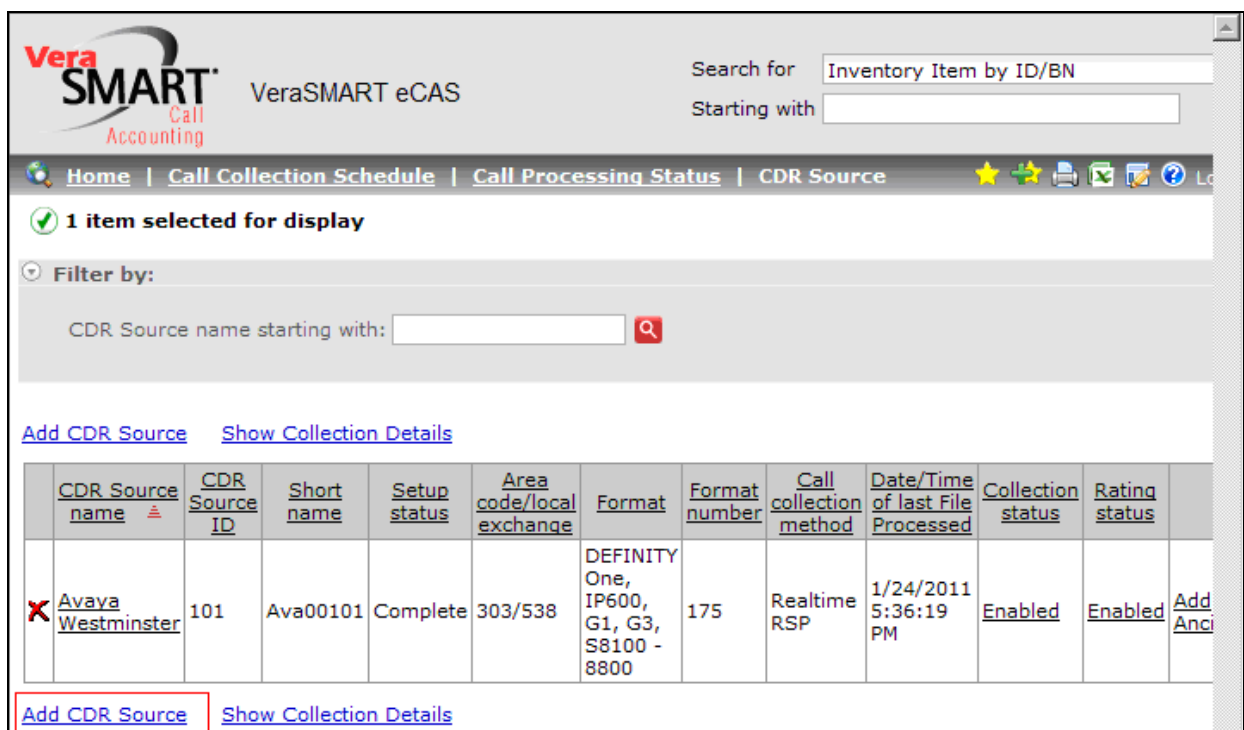 Vera
SMART
Call
Accounting
VeraSMART eCAS
Search for Inventory Item by ID/BN
Starting with
Home | Call Collection Schedule | Call Processing Status | CDR Source
1 item selected for display
Filter by:
CDR Source name starting with:
Add CDR Source Show Collection Details
CDR Source name
CDR Source ID
Short name
Setup status
Area code/local exchange
Format
Format number
Call collection method
Date/Time of last File Processed
Collection status
Rating status
Avaya Westminster
101
Ava00101
Complete
303/538
DEFINITY One, IP600, G1, G3, S8100 - 8800
175
Realtime RSP
1/24/2011 5:36:19 PM
Enabled
Enabled
Add
Add CDR Source Show Collection Details